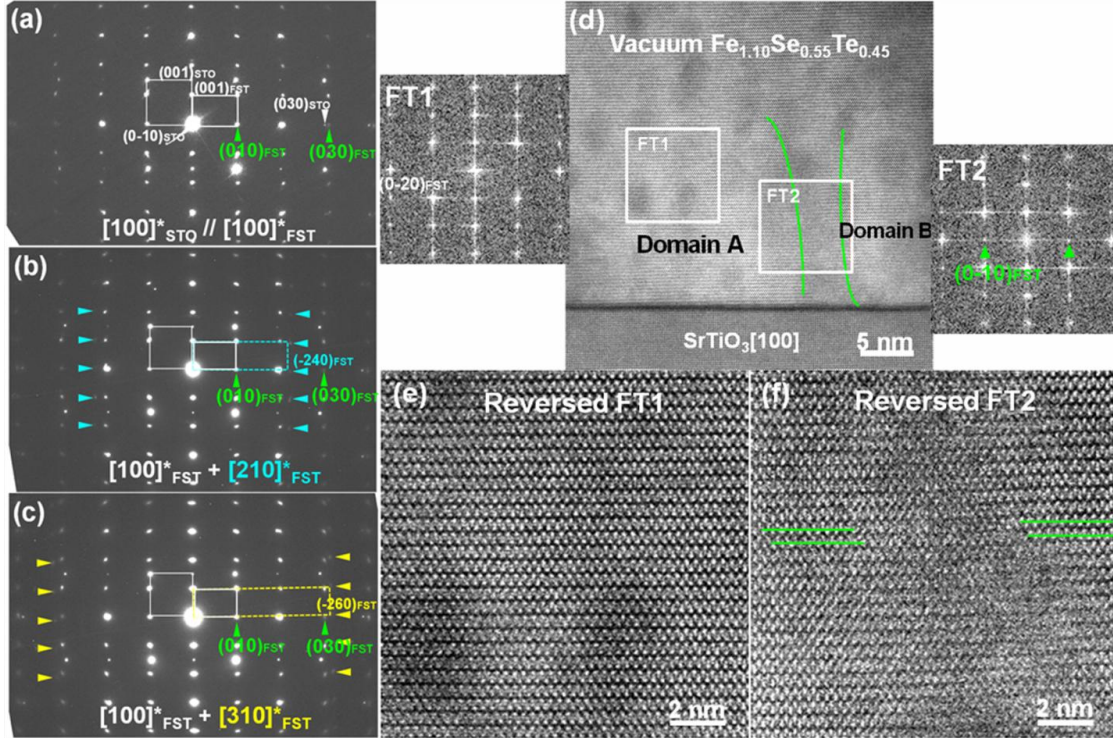 (a)
(001)STO
(001)FST
(030)STO
(0-10)STO
(010)FST
(030)FST
[100]*STO // [100]*FST
(b)
(-240)FST
(010)FST
(030)FST
[100]*FST + [210]*FST
(c)
(-260)FST
(010)FST
(030)FST
[100]*FST + [310]*FST
FT1
(0-20)FST
(d)
Vacuum Fe1.10Se0.55Te0.45
FT1
FT2
Domain A
Domain B
SrTiO3[100]
5 nm
FT2
(0-10)FST
(e)
Reversed FT1
2 nm
(f)
Reversed FT2
2 nm